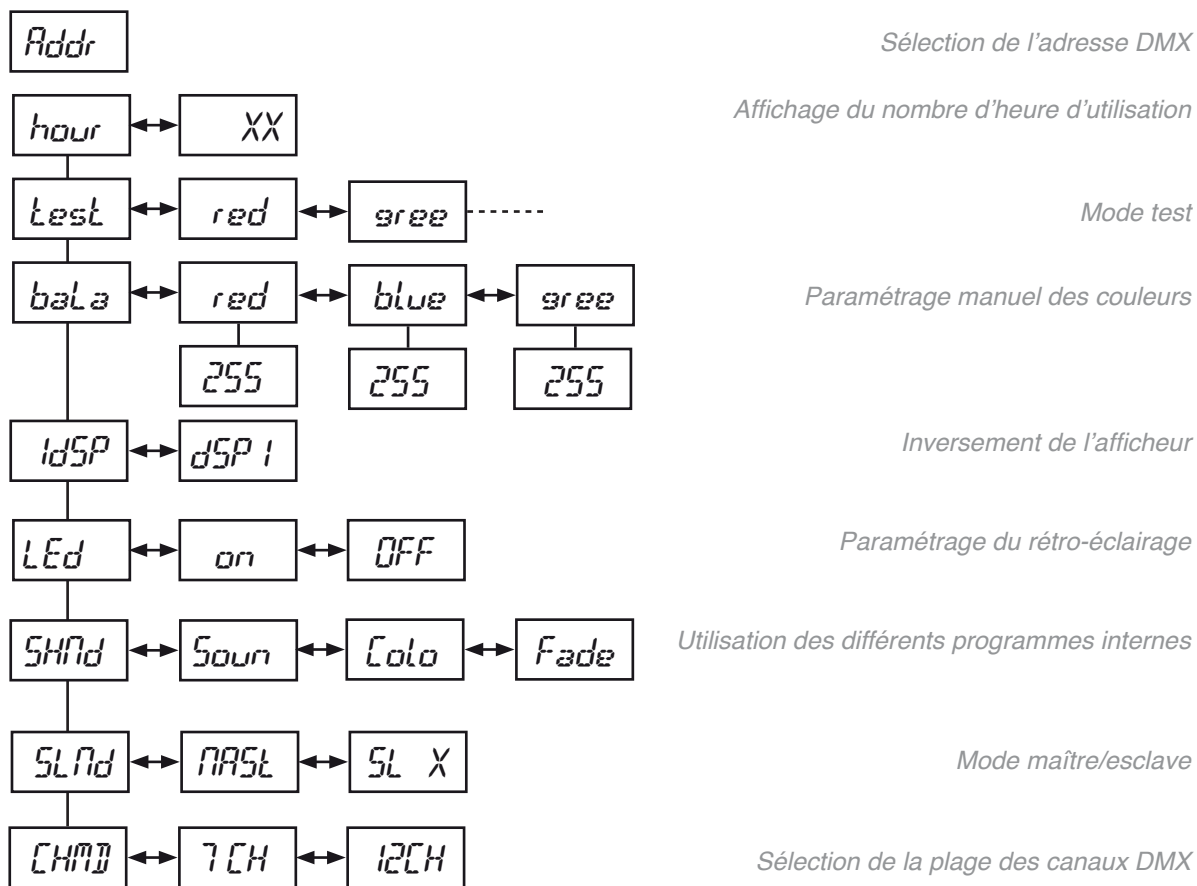 Addr Sélection de l'adresse DMX
hour XX Affichage du nombre d'heure d'utilisation
test red gree Mode test
bala red blue gree Paramétrage manuel des couleurs
255 255 255
IdSP dSP I Inversement de l'afficheur
LEd on OFF Paramétrage du rétro-éclairage
SHMd Soun Colo Fade Utilisation des différents programmes internes
SLMd MASt SL X Mode maître/esclave
CHMD 7 CH 12CH Sélection de la plage des canaux DMX